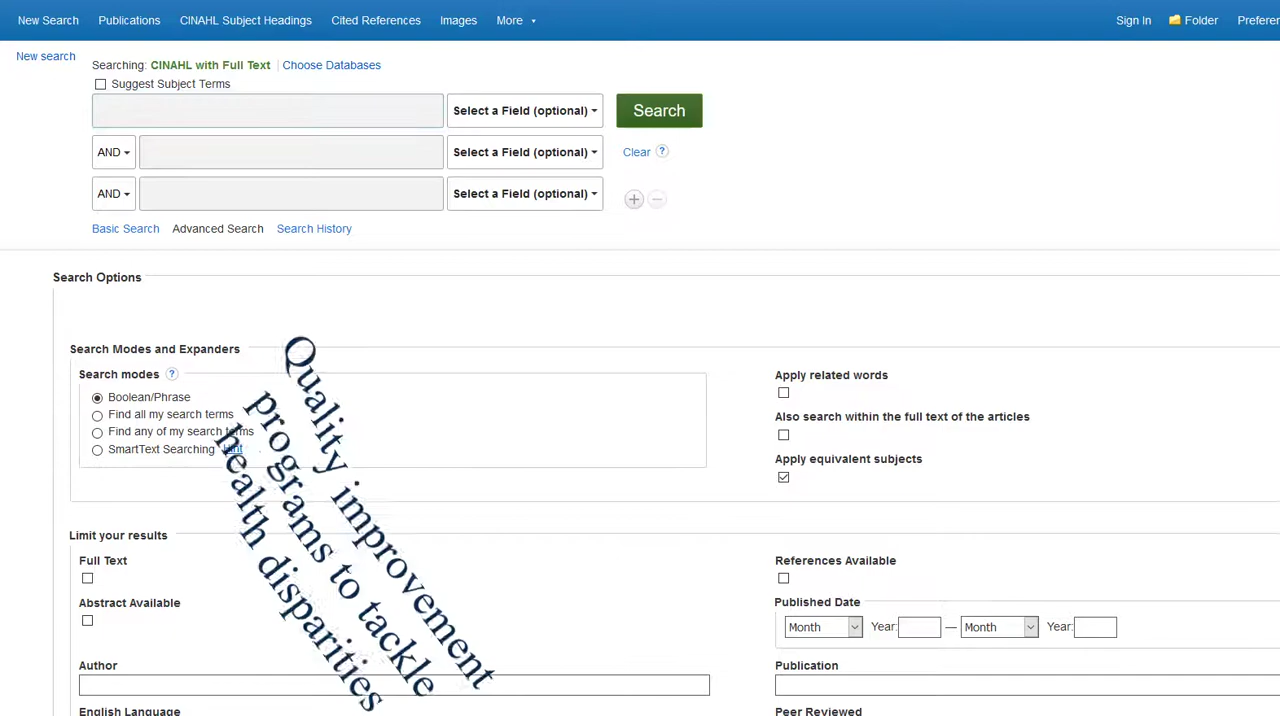 New Search Publications CINAHL Subject Headings Cited References Images More Sign In Folder Prefere
New search
Searching: CINAHL with Full Text Choose Databases
Suggest Subject Terms
Select a Field (optional) Search
AND Select a Field (optional) Clear ?
AND Select a Field (optional)
Basic Search Advanced Search Search History
Search Options
Search Modes and Expanders
Search modes ?
Boolean/Phrase
Find all my search terms
Find any of my search terms
SmartText Searching Hint
Apply related words
Also search within the full text of the articles
Apply equivalent subjects
Quality improvement
programs to tackle
health disparities
Limit your results
Full Text
Abstract Available
Author
English Language
References Available
Published Date
Month Year: — Month Year:
Publication
Peer Reviewed